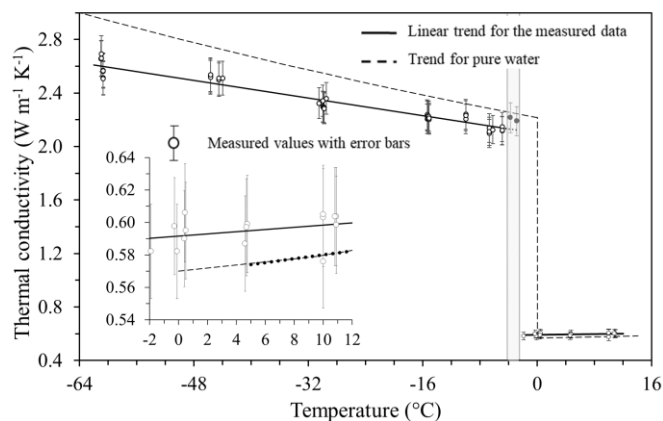 2.8
2.4
2.0
1.6
1.2
0.8
0.4
Thermal conductivity (W m⁻¹ K⁻¹)
Linear trend for the measured data
Trend for pure water
Measured values with error bars
0.66
0.64
0.62
0.60
0.58
0.56
0.54
-2 0 2 4 6 8 10 12
-64 -48 -32 -16 0 16
Temperature (°C)